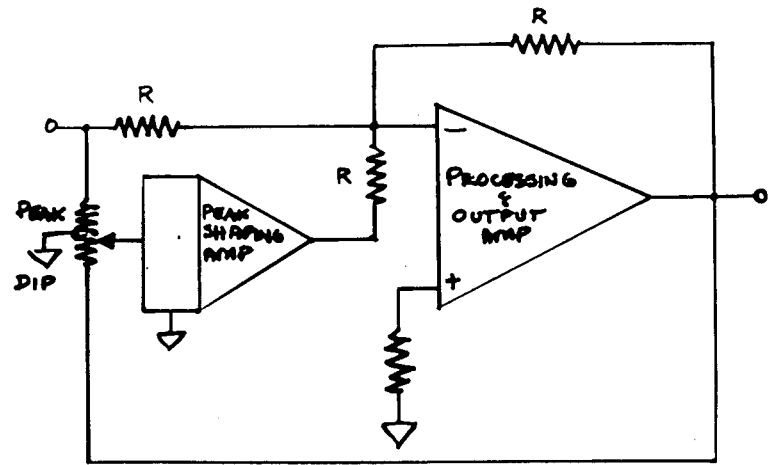 R
R
R
PEAK
DIP
PEAK
SHAPING
AMP
PROCESSING
&
OUTPUT
AMP
−
+